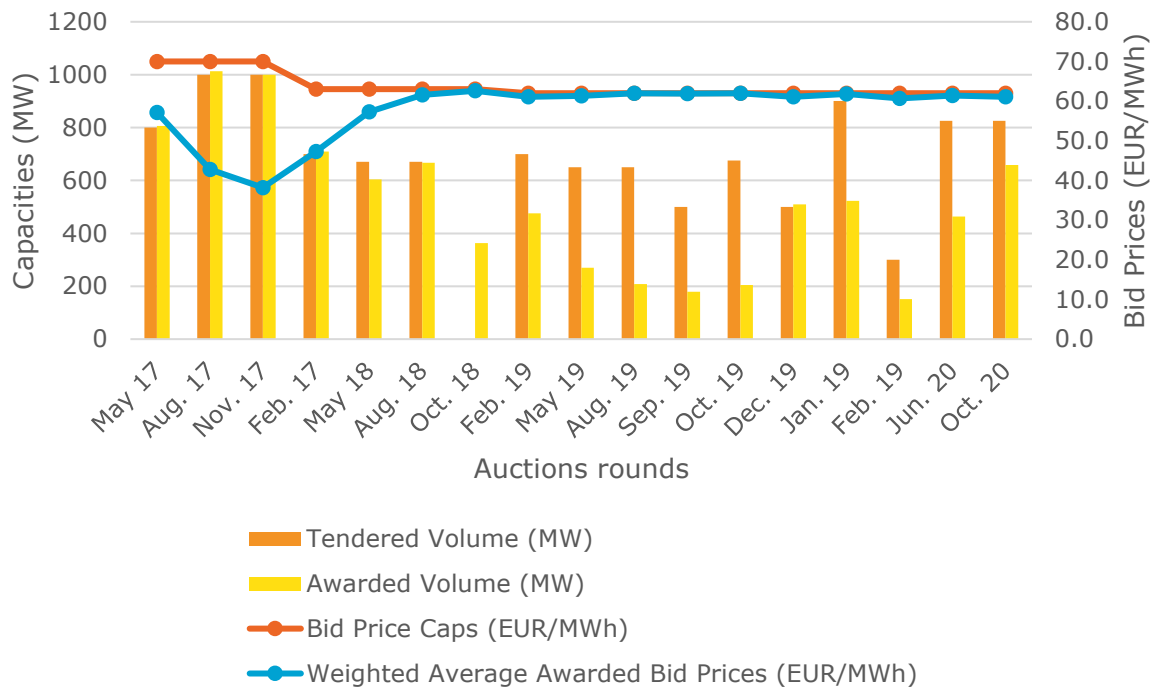 1200
1000
800
600
400
200
0
Capacities (MW)
80.0
70.0
60.0
50.0
40.0
30.0
20.0
10.0
0.0
Bid Prices (EUR/MWh)
May 17
Aug. 17
Nov. 17
Feb. 17
May 18
Aug. 18
Oct. 18
Feb. 19
May 19
Aug. 19
Sep. 19
Oct. 19
Dec. 19
Jan. 19
Feb. 19
Jun. 20
Oct. 20
Auctions rounds
Tendered Volume (MW)
Awarded Volume (MW)
Bid Price Caps (EUR/MWh)
Weighted Average Awarded Bid Prices (EUR/MWh)